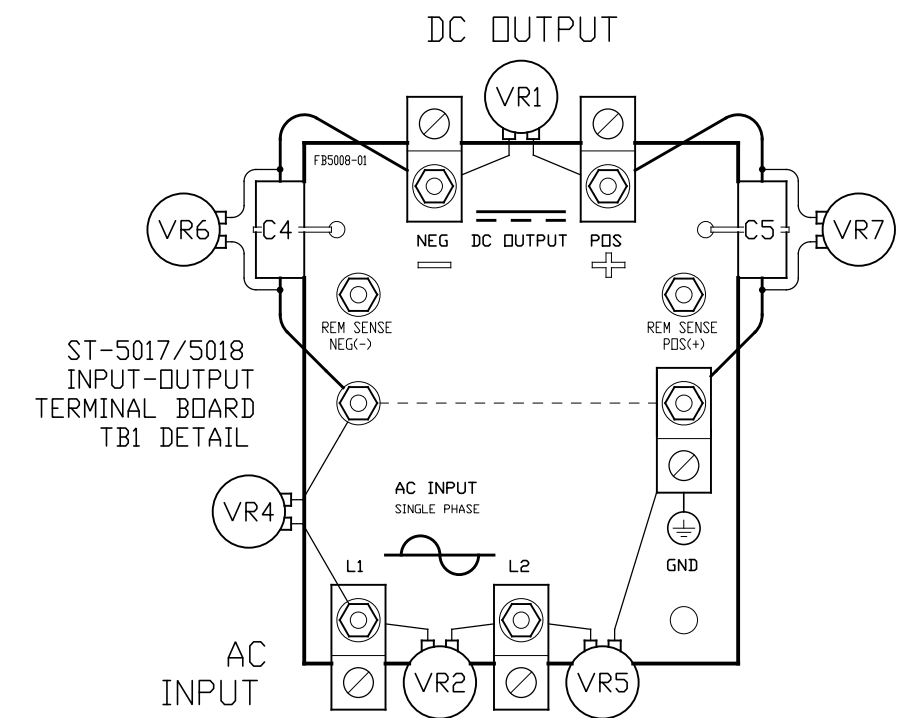 DC OUTPUT
VR1
FB5008-01
VR6
C4
C5
VR7
NEG
DC OUTPUT
POS
REM SENSE
NEG(-)
REM SENSE
POS(+)
ST-5017/5018
INPUT-OUTPUT
TERMINAL BOARD
TB1 DETAIL
VR4
AC INPUT
SINGLE PHASE
GND
L1
L2
AC
INPUT
VR2
VR5